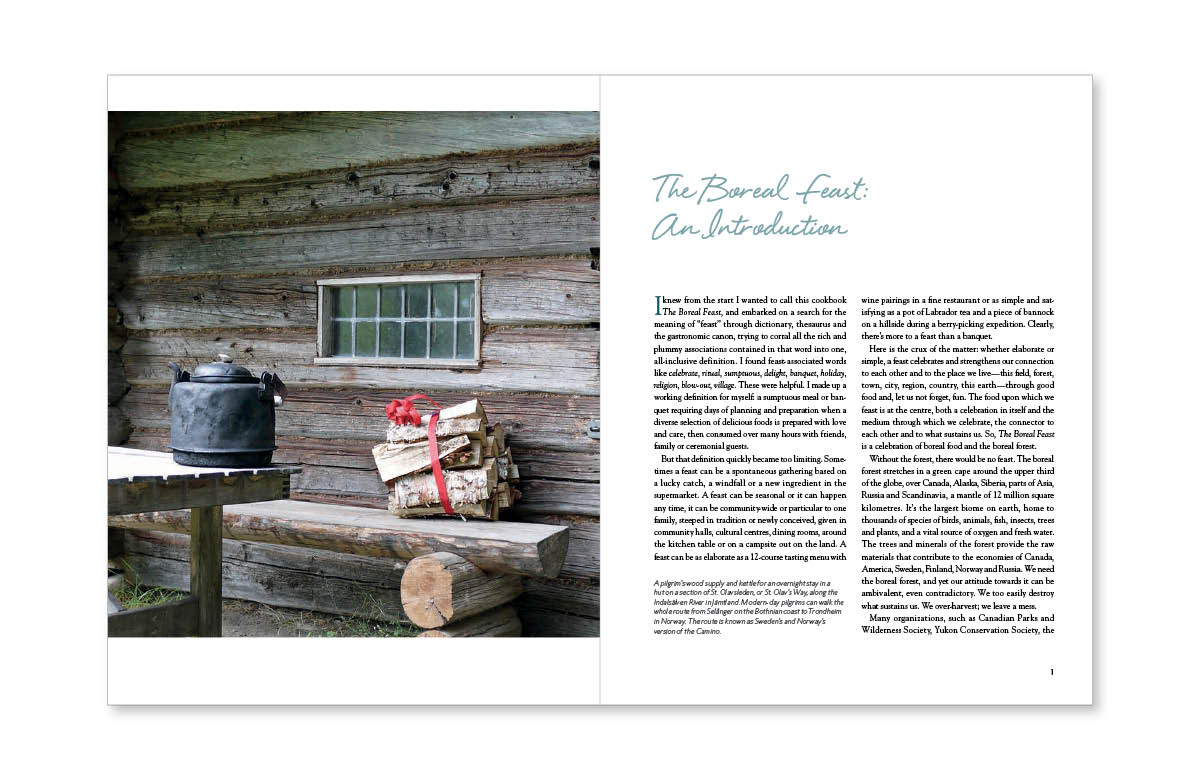 The Boreal Feast:
An Introduction
I knew from the start I wanted to call this cookbook
The Boreal Feast, and embarked on a search for the
meaning of "feast" through dictionary, thesaurus and
the gastronomic canon, trying to corral all the rich and
plummy associations contained in that word into one,
all-inclusive definition. I found feast-associated words
like celebrate, ritual, sumptuous, delight, banquet, holiday,
religion, blow-out, village. These were helpful. I made up a
working definition for myself: a sumptuous meal or ban-
quet requiring days of planning and preparation when a
diverse selection of delicious foods is prepared with love
and care, then consumed over many hours with friends,
family or ceremonial guests.
But that definition quickly became too limiting. Some-
times a feast can be a spontaneous gathering based on
a lucky catch, a windfall or a new ingredient in the
supermarket. A feast can be seasonal or it can happen
any time, it can be community-wide or particular to one
family, steeped in tradition or newly conceived, given in
community halls, cultural centres, dining rooms, around
the kitchen table or on a campsite out on the land. A
feast can be as elaborate as a 12-course tasting menu with
A pilgrim's wood supply and kettle for an overnight stay in a
hut on a section of St. Olavsleden, or St. Olav's Way, along the
Indalsälven River in Jämtland. Modern-day pilgrims can walk the
whole route from Selånger on the Bothnian coast to Trondheim
in Norway. The route is known as Sweden's and Norway's
version of the Camino.
wine pairings in a fine restaurant or as simple and sat-
isfying as a pot of Labrador tea and a piece of bannock
on a hillside during a berry-picking expedition. Clearly,
there's more to a feast than a banquet.
Here is the crux of the matter: whether elaborate or
simple, a feast celebrates and strengthens our connection
to each other and to the place we live—this field, forest,
town, city, region, country, this earth—through good
food and, let us not forget, fun. The food upon which we
feast is at the centre, both a celebration in itself and the
medium through which we celebrate, the connector to
each other and to what sustains us. So, The Boreal Feast
is a celebration of boreal food and the boreal forest.
Without the forest, there would be no feast. The boreal
forest stretches in a green cape around the upper third
of the globe, over Canada, Alaska, Siberia, parts of Asia,
Russia and Scandinavia, a mantle of 12 million square
kilometres. It's the largest biome on earth, home to
thousands of species of birds, animals, fish, insects, trees
and plants, and a vital source of oxygen and fresh water.
The trees and minerals of the forest provide the raw
materials that contribute to the economies of Canada,
America, Sweden, Finland, Norway and Russia. We need
the boreal forest, and yet our attitude towards it can be
ambivalent, even contradictory. We too easily destroy
what sustains us. We over-harvest; we leave a mess.
Many organizations, such as Canadian Parks and
Wilderness Society, Yukon Conservation Society, the
1